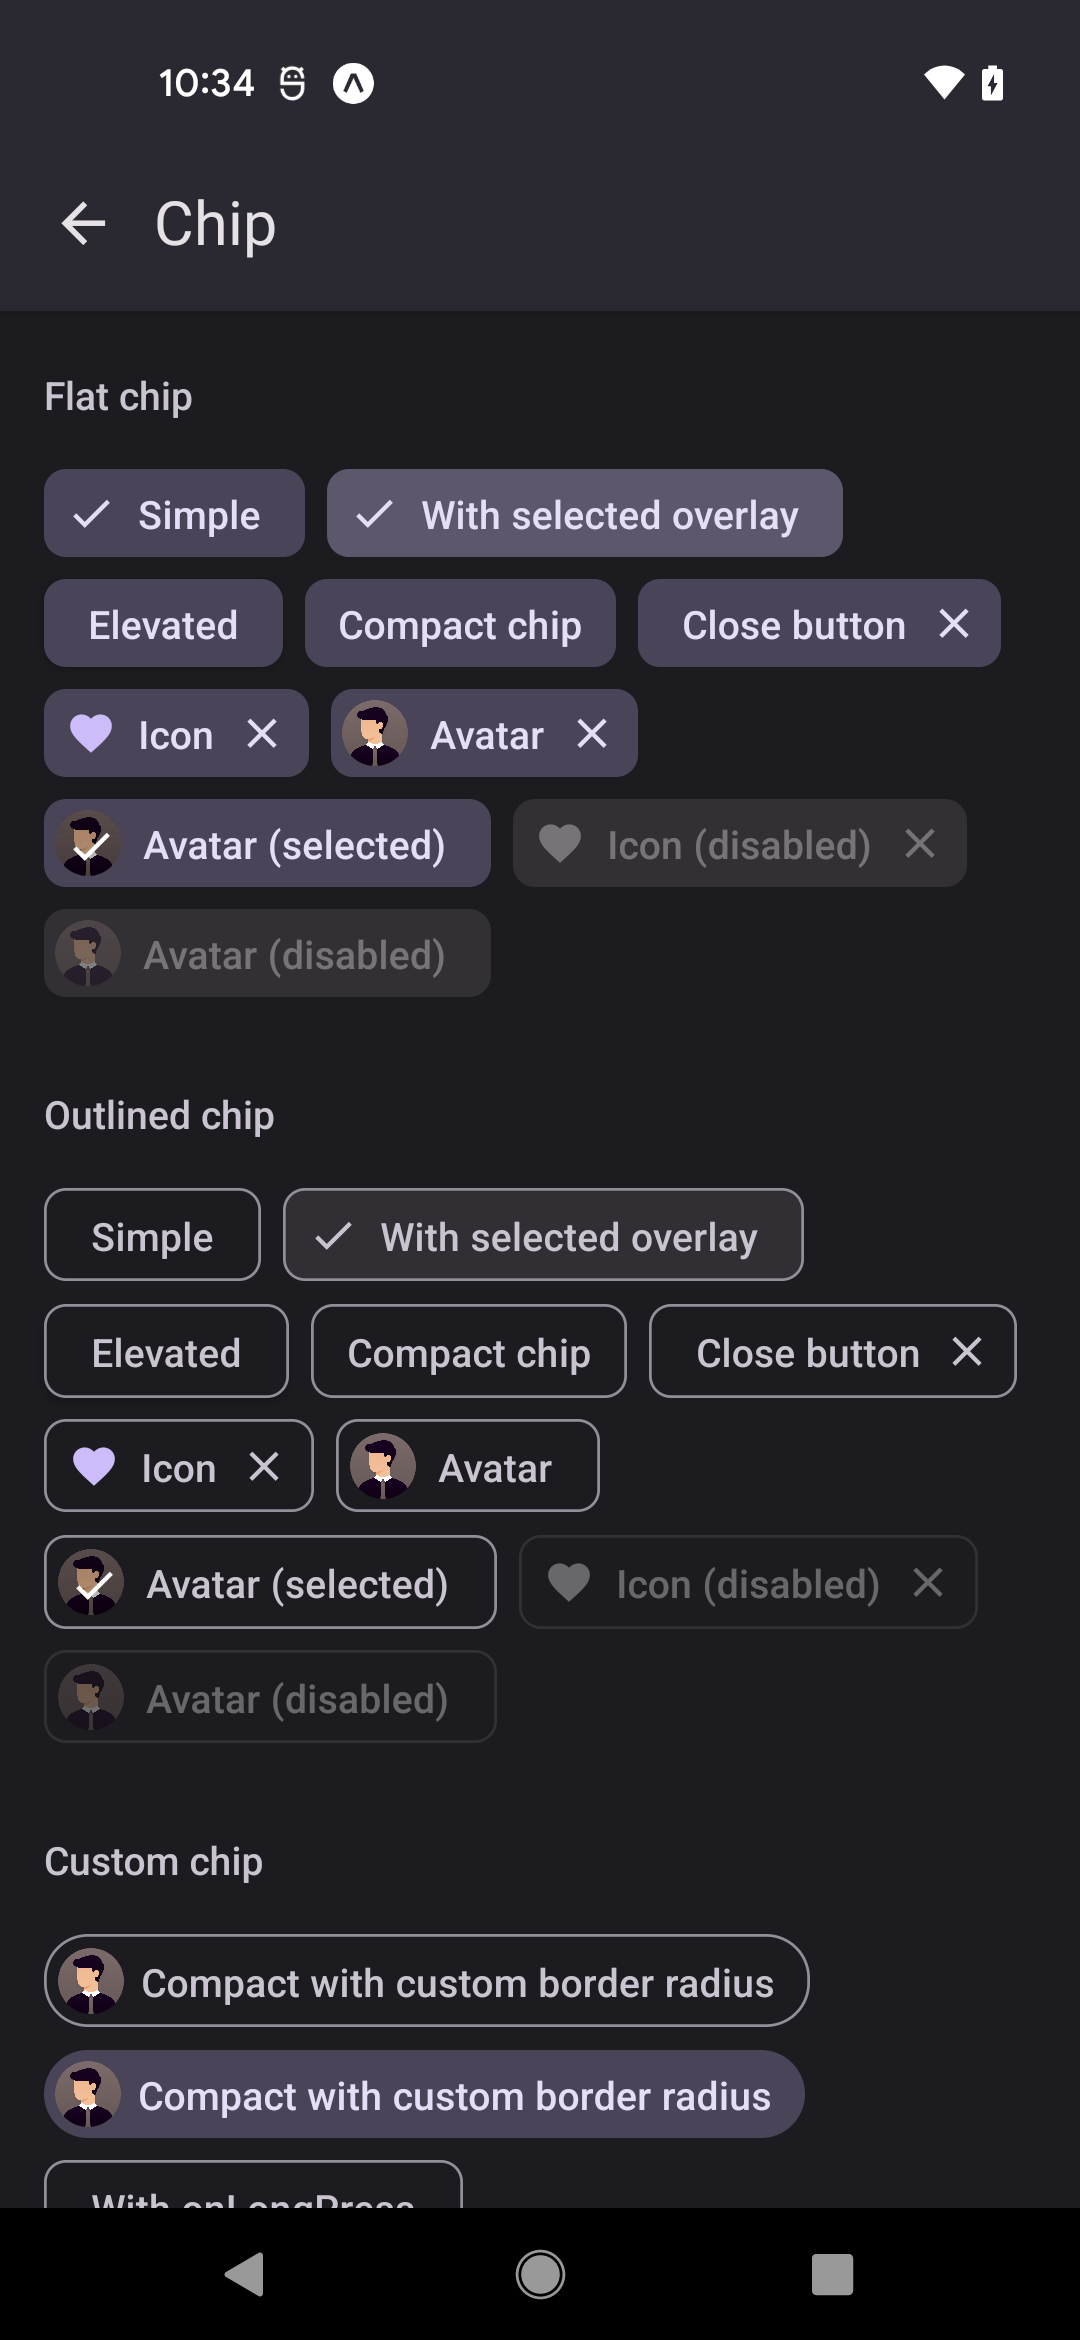 10:34
Chip
Flat chip
Simple With selected overlay
Elevated Compact chip Close button
Icon Avatar
Avatar (selected) Icon (disabled)
Avatar (disabled)
Outlined chip
Simple With selected overlay
Elevated Compact chip Close button
Icon Avatar
Avatar (selected) Icon (disabled)
Avatar (disabled)
Custom chip
Compact with custom border radius
Compact with custom border radius
With onLongPress